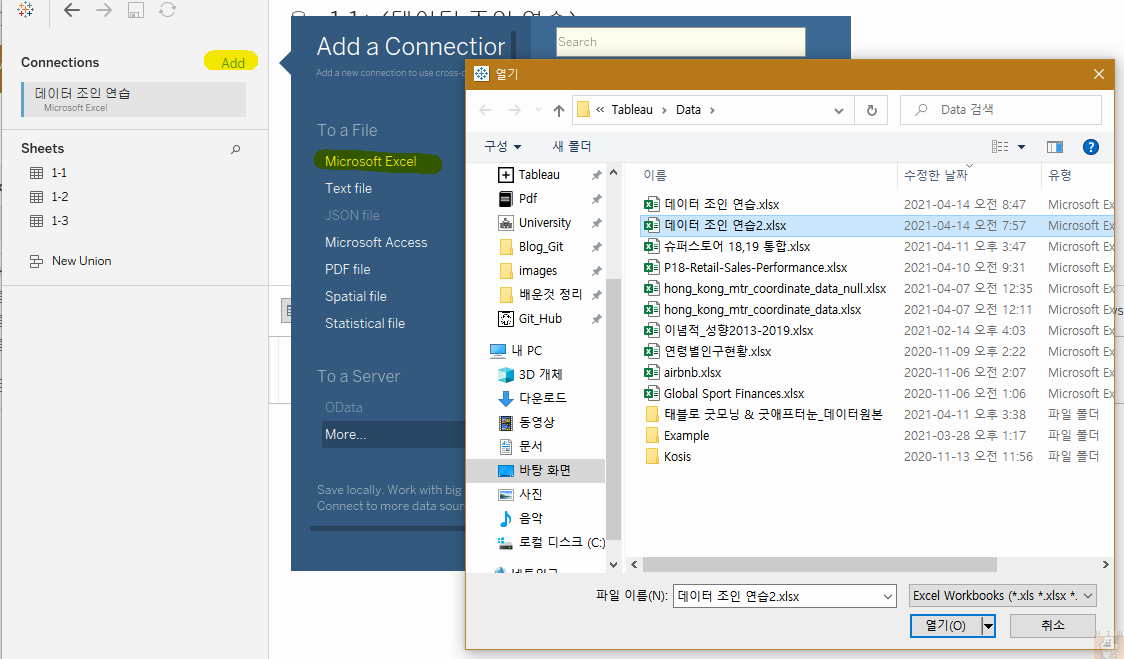 Connections
Add
데이터 조인 연습
Microsoft Excel
Sheets
1-1
1-2
1-3
New Union
1-1+ (데이터 조인 연습)
Add a Connection
Search
Add a new connection to use cross-d
To a File
Microsoft Excel
Text file
JSON file
Microsoft Access
PDF file
Spatial file
Statistical file
To a Server
OData
More...
Save locally. Work with big
Connect to more data sour
열기
« Tableau › Data ›
Data 검색
구성
새 폴더
Tableau
Pdf
University
Blog_Git
images
배운것 정리
Git_Hub
내 PC
3D 개체
다운로드
동영상
문서
바탕 화면
사진
음악
로컬 디스크 (C:)
네트워크
이름 수정한 날짜 유형
데이터 조인 연습.xlsx 2021-04-14 오전 8:47 Microsoft Ex
데이터 조인 연습2.xlsx 2021-04-14 오전 7:57 Microsoft Ex
슈퍼스토어 18,19 통합.xlsx 2021-04-11 오후 3:47 Microsoft Ex
P18-Retail-Sales-Performance.xlsx 2021-04-10 오전 9:31 Microsoft Ex
hong_kong_mtr_coordinate_data_null.xlsx 2021-04-07 오전 12:35 Microsoft Ex
hong_kong_mtr_coordinate_data.xlsx 2021-04-07 오전 12:11 Microsoft Ex
이념적_성향2013-2019.xlsx 2021-02-14 오후 4:03 Microsoft Ex
연령별인구현황.xlsx 2020-11-09 오후 2:22 Microsoft Ex
airbnb.xlsx 2020-11-06 오후 2:07 Microsoft Ex
Global Sport Finances.xlsx 2020-11-06 오후 1:06 Microsoft Ex
태블로 굿모닝 & 굿애프터눈_데이터원본 2021-04-11 오후 3:38 파일 폴더
Example 2021-03-28 오후 1:17 파일 폴더
Kosis 2020-11-13 오전 11:56 파일 폴더
파일 이름(N): 데이터 조인 연습2.xlsx
Excel Workbooks (*.xls *.xlsx *.
열기(O)
취소